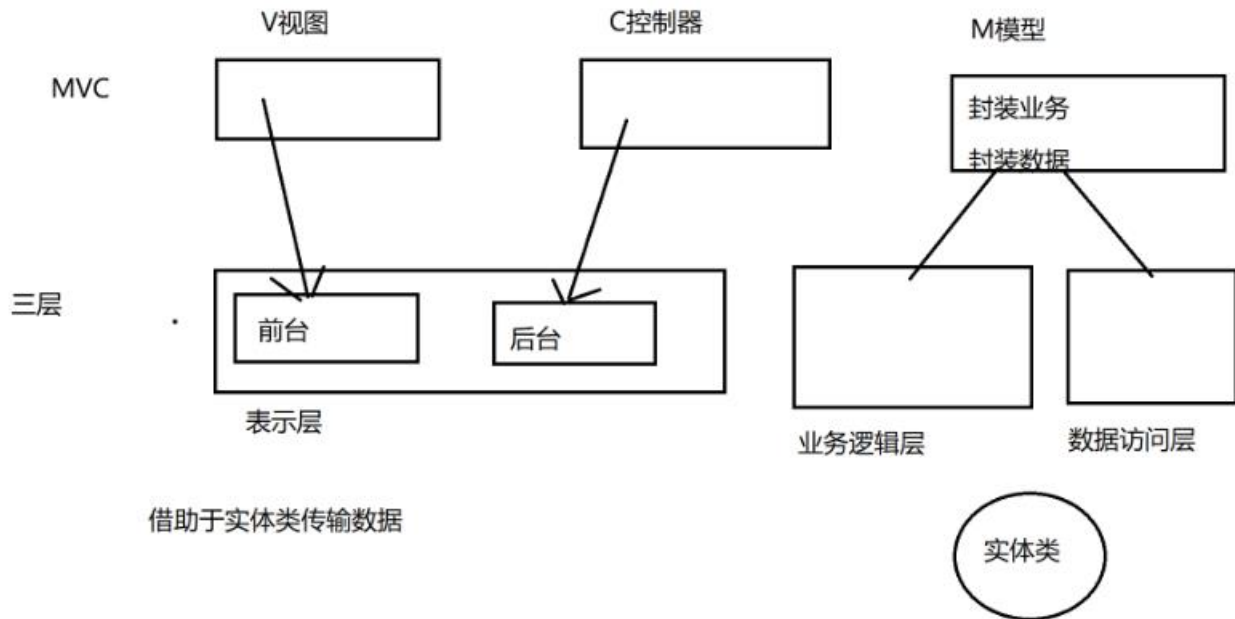 V视图
C控制器
M模型
MVC
封装业务
封装数据
三层
前台
后台
表示层
业务逻辑层
数据访问层
借助于实体类传输数据
实体类